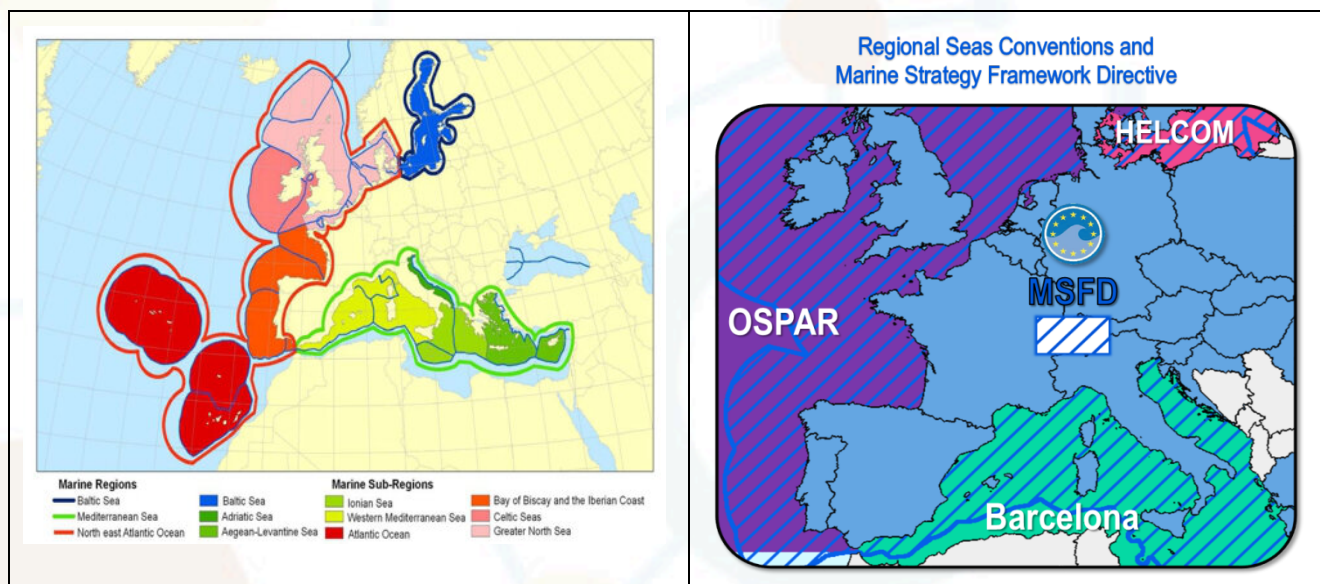 Marine Regions
Baltic Sea
Mediterranean Sea
North east Atlantic Ocean
Marine Sub-Regions
Baltic Sea
Adriatic Sea
Aegean-Levantine Sea
Ionian Sea
Western Mediterranean Sea
Atlantic Ocean
Bay of Biscay and the Iberian Coast
Celtic Seas
Greater North Sea
Regional Seas Conventions and
Marine Strategy Framework Directive
HELCOM
MSFD
OSPAR
Barcelona